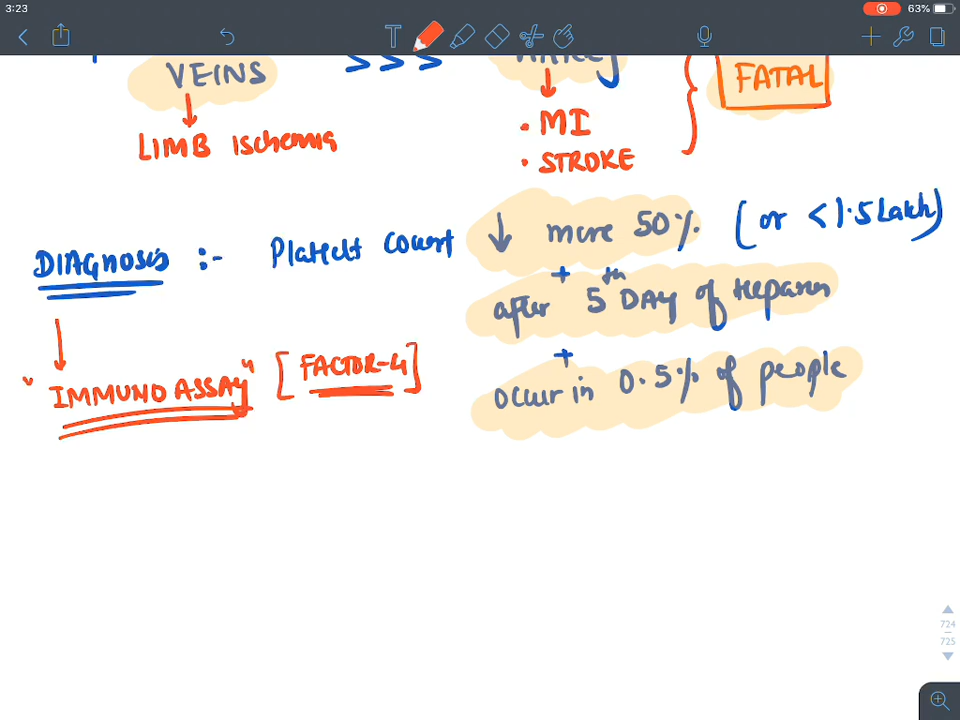 3:23
63%
T
VEINS
LIMB Ischemia
• MI
• STROKE
FATAL
DIAGNOSIS :- Platelet Count ↓ more 50% (or <1.5 Lakh)
+
after 5th DAY of Heparin
+
occur in 0.5% of people
" IMMUNO ASSAY" [FACTOR-4]
724
725